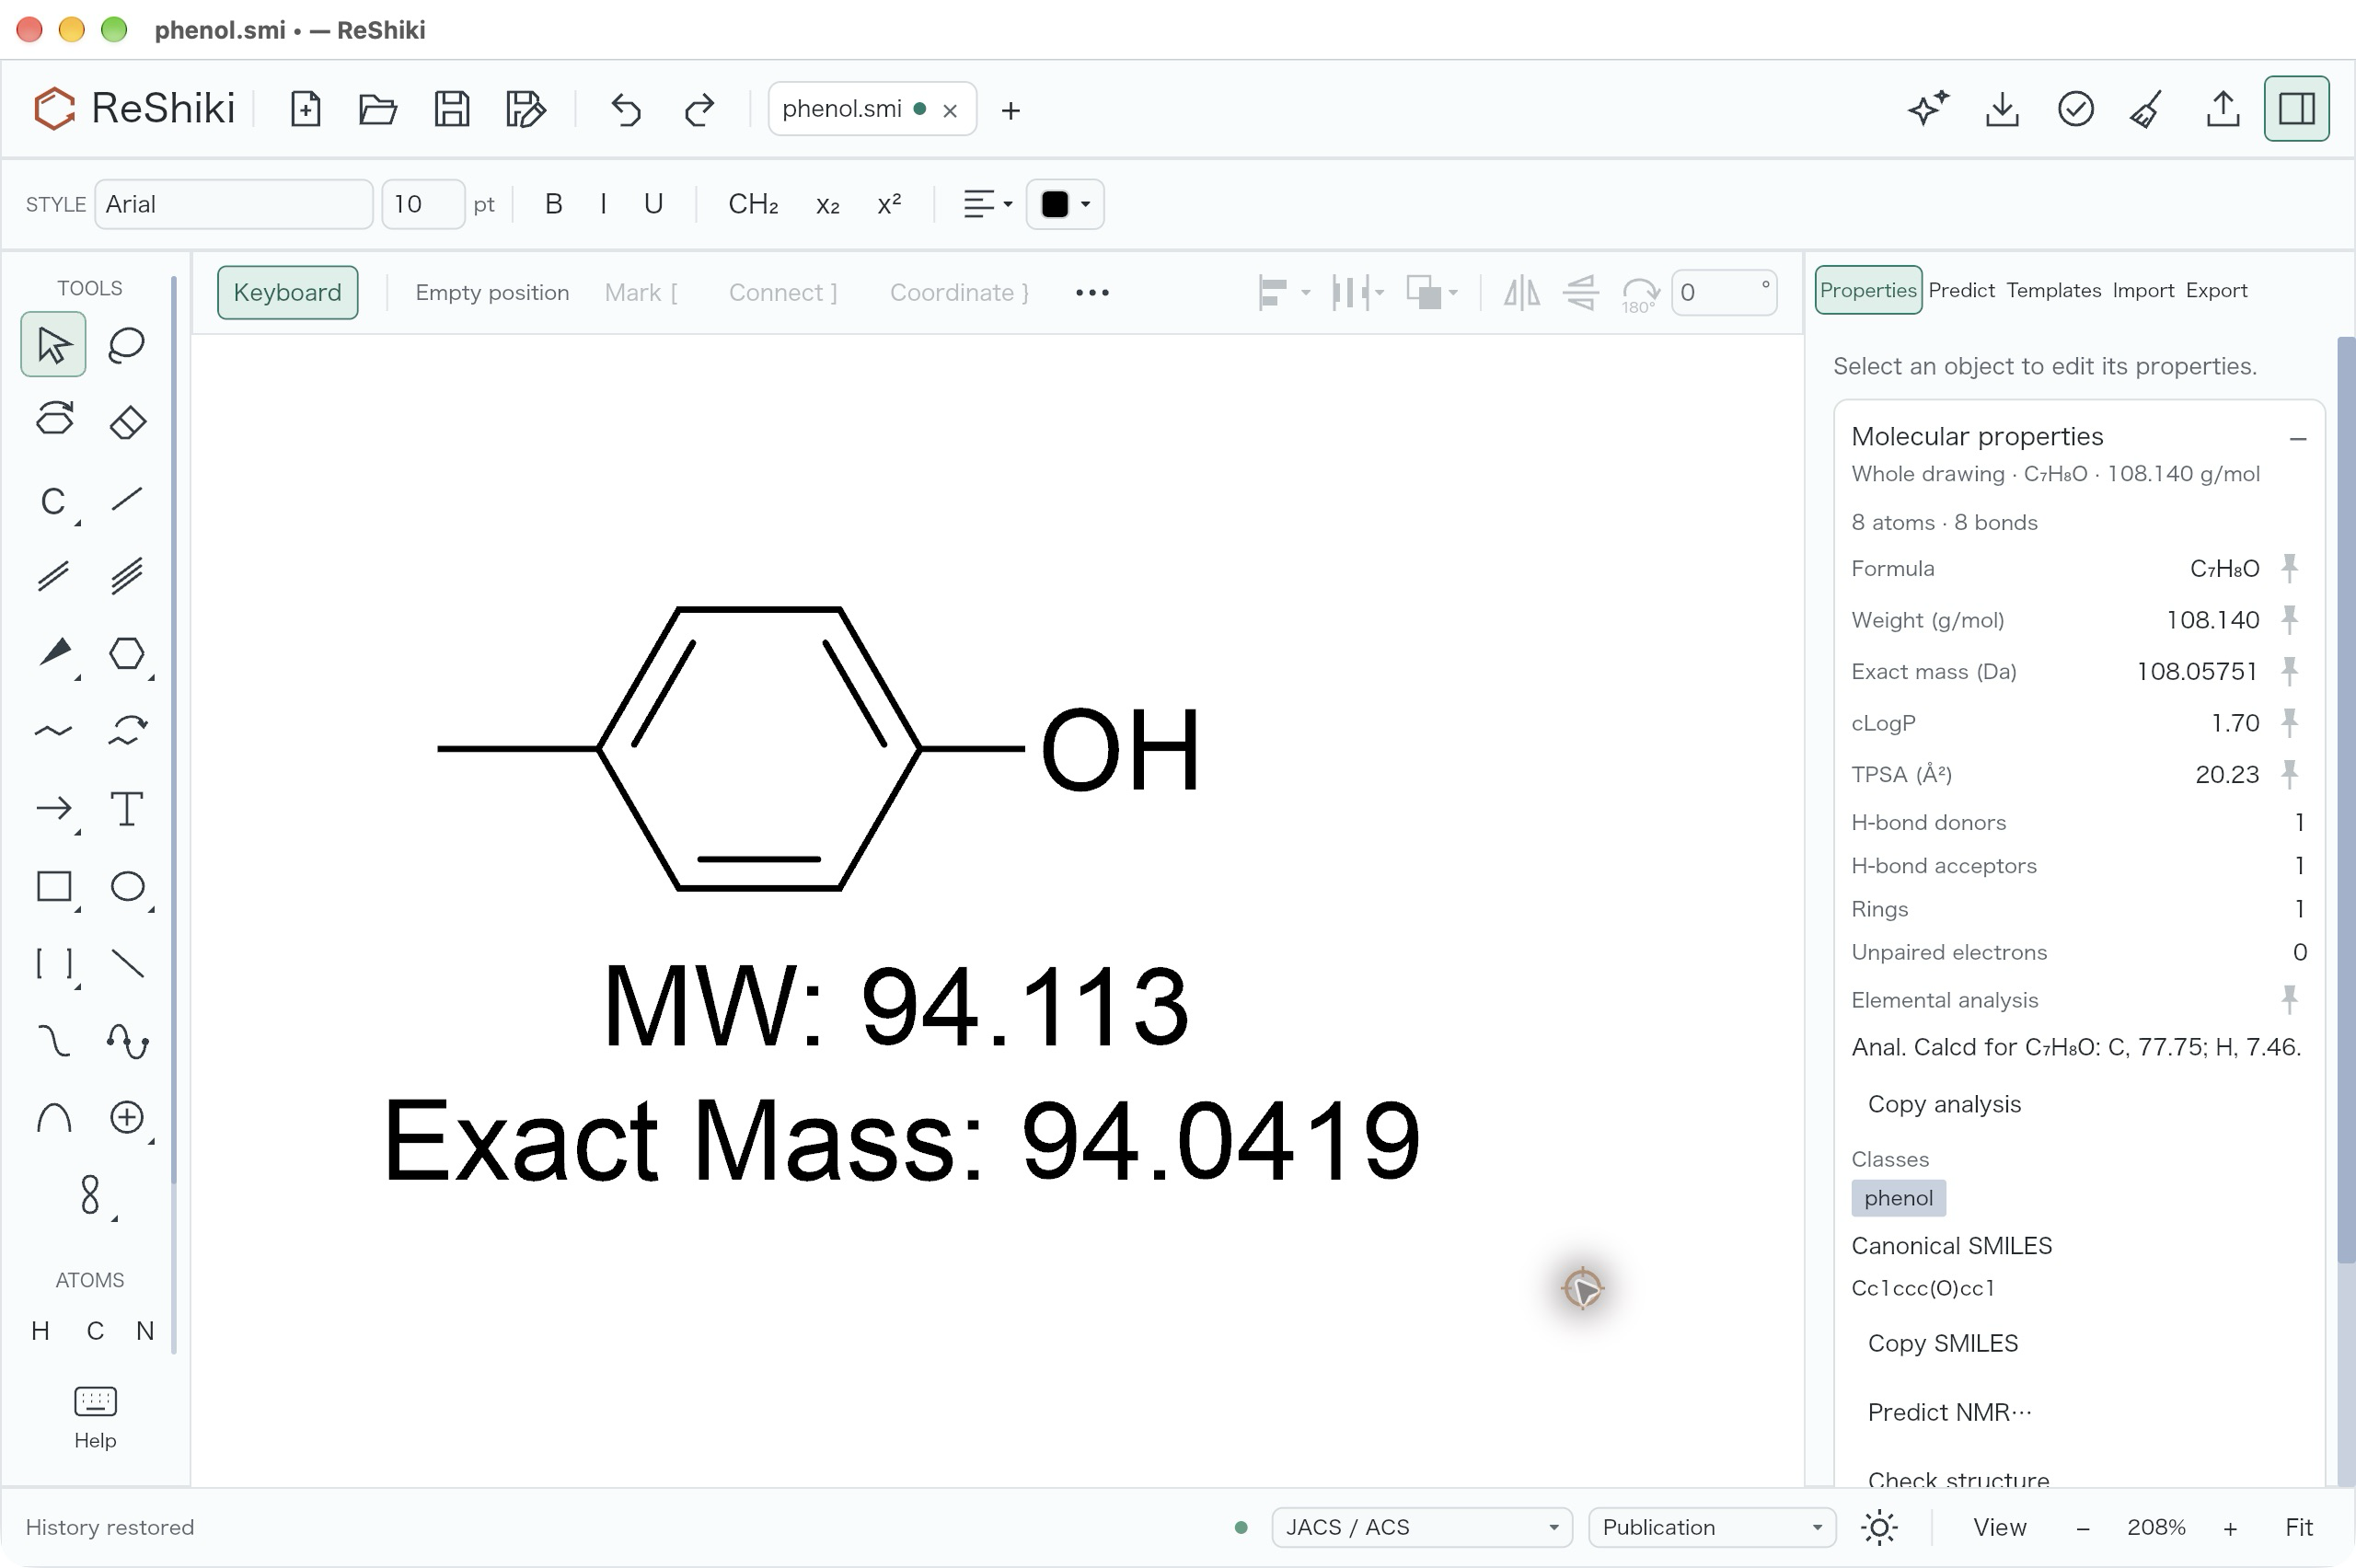 phenol.smi • — ReShiki
ReShiki
phenol.smi
STYLE Arial 10 pt B I U CH₂ x₂ x²
TOOLS
Keyboard Empty position Mark [ Connect ] Coordinate } 180° 0 °
Properties Predict Templates Import Export
Select an object to edit its properties.
Molecular properties
Whole drawing · C₇H₈O · 108.140 g/mol
8 atoms · 8 bonds
Formula C₇H₈O
Weight (g/mol) 108.140
Exact mass (Da) 108.05751
cLogP 1.70
TPSA (Å²) 20.23
H-bond donors 1
H-bond acceptors 1
Rings 1
Unpaired electrons 0
Elemental analysis
Anal. Calcd for C₇H₈O: C, 77.75; H, 7.46.
Copy analysis
Classes
phenol
Canonical SMILES
Cc1ccc(O)cc1
Copy SMILES
Predict NMR⋯
Check structure
OH
MW: 94.113
Exact Mass: 94.0419
C
T
ATOMS
H C N
Help
History restored
JACS / ACS Publication View − 208% + Fit